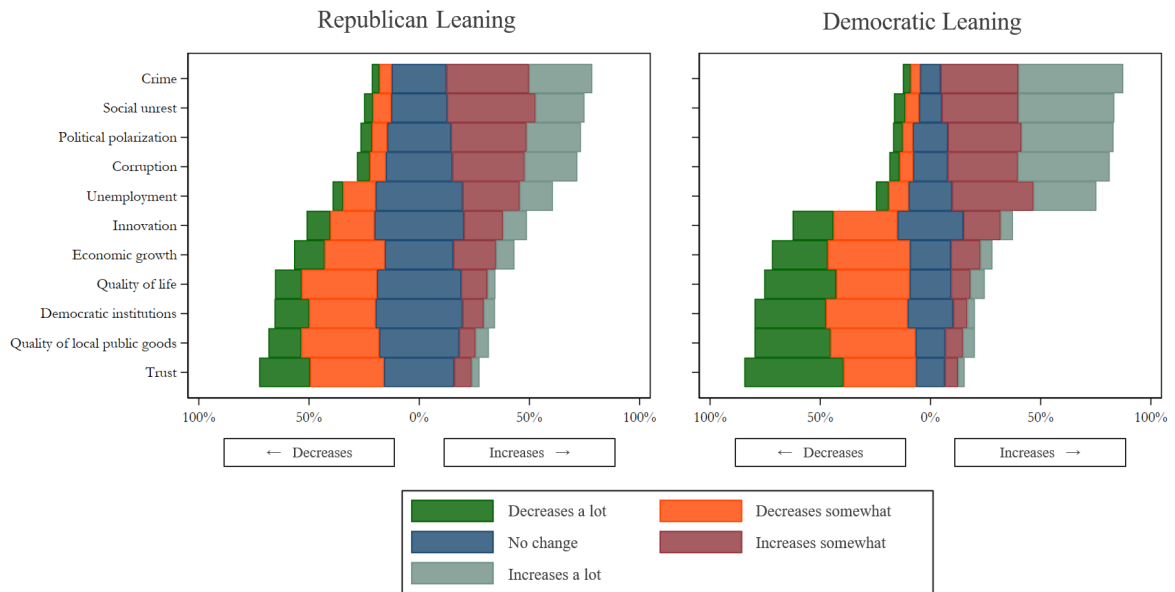 Republican Leaning
Democratic Leaning
Crime
Social unrest
Political polarization
Corruption
Unemployment
Innovation
Economic growth
Quality of life
Democratic institutions
Quality of local public goods
Trust
100% 50% 0% 50% 100%
100% 50% 0% 50% 100%
← Decreases
Increases →
← Decreases
Increases →
Decreases a lot
Decreases somewhat
No change
Increases somewhat
Increases a lot